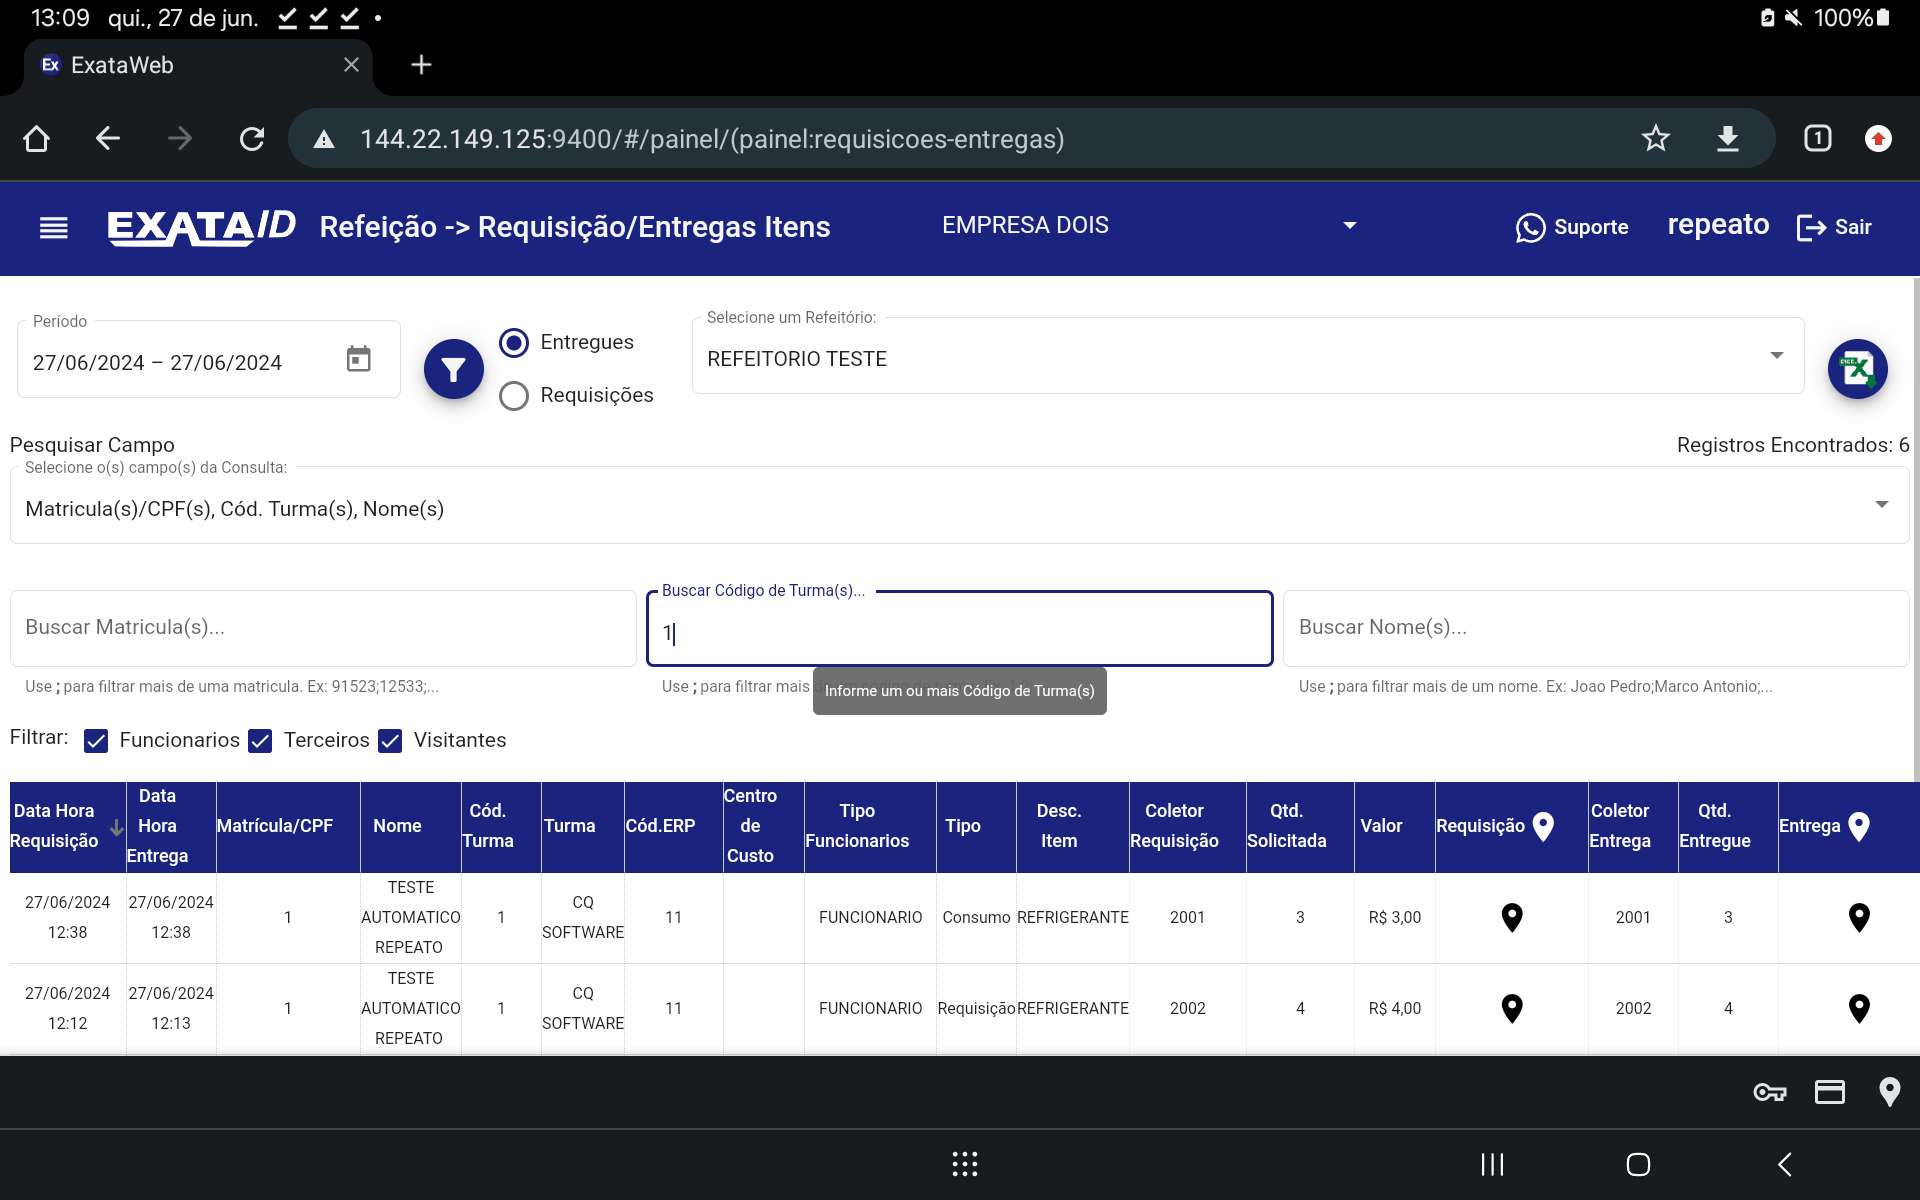 13:09 qui., 27 de jun.
100%
Ex ExataWeb
144.22.149.125:9400/#/painel/(painel:requisicoes-entregas)
1
EXATA/ID Refeição -> Requisição/Entregas Itens EMPRESA DOIS Suporte repeato Sair
Período
27/06/2024 – 27/06/2024
Entregues
Requisições
Selecione um Refeitório:
REFEITORIO TESTE
Pesquisar Campo
Registros Encontrados: 6
Selecione o(s) campo(s) da Consulta:
Matricula(s)/CPF(s), Cód. Turma(s), Nome(s)
Buscar Matricula(s)...
Use ; para filtrar mais de uma matricula. Ex: 91523;12533;...
Buscar Código de Turma(s)...
1
Use ; para filtrar mais
Informe um ou mais Código de Turma(s)
Buscar Nome(s)...
Use ; para filtrar mais de um nome. Ex: Joao Pedro;Marco Antonio;...
Filtrar: Funcionarios Terceiros Visitantes
Data Hora Requisição
Data Hora Entrega
Matrícula/CPF
Nome
Cód. Turma
Turma
Cód.ERP
Centro de Custo
Tipo Funcionarios
Tipo
Desc. Item
Coletor Requisição
Qtd. Solicitada
Valor
Requisição
Coletor Entrega
Qtd. Entregue
Entrega
27/06/2024 12:38 27/06/2024 12:38 1 TESTE AUTOMATICO REPEATO 1 CQ SOFTWARE 11 FUNCIONARIO Consumo REFRIGERANTE 2001 3 R$ 3,00 2001 3
27/06/2024 12:12 27/06/2024 12:13 1 TESTE AUTOMATICO REPEATO 1 CQ SOFTWARE 11 FUNCIONARIO Requisição REFRIGERANTE 2002 4 R$ 4,00 2002 4